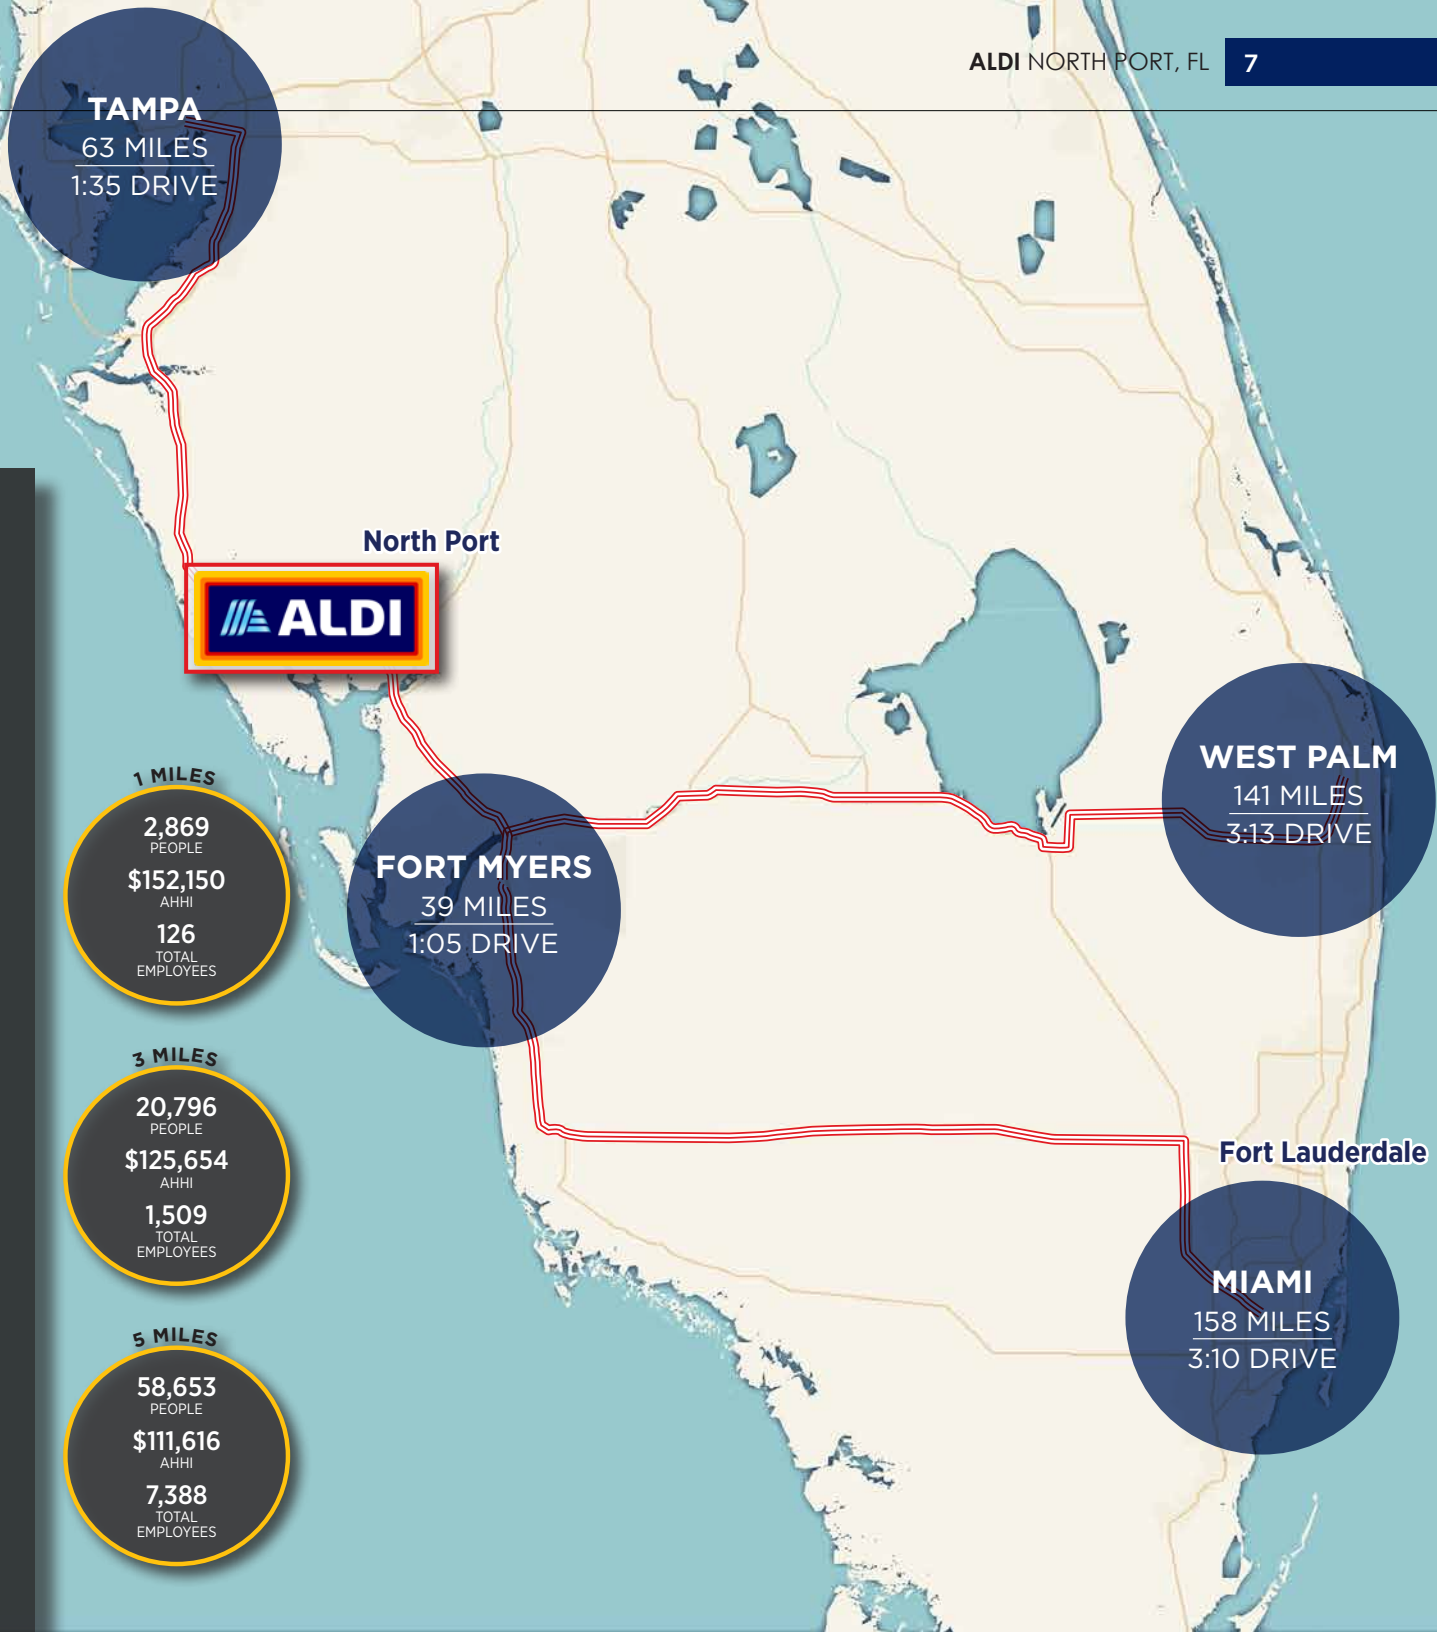 ALDI NORTH PORT, FL 7
TAMPA
63 MILES
1:35 DRIVE
North Port
ALDI
WEST PALM
141 MILES
3:13 DRIVE
FORT MYERS
39 MILES
1:05 DRIVE
1 MILES
2,869
PEOPLE
$152,150
AHHI
126
TOTAL
EMPLOYEES
3 MILES
20,796
PEOPLE
$125,654
AHHI
1,509
TOTAL
EMPLOYEES
Fort Lauderdale
MIAMI
158 MILES
3:10 DRIVE
5 MILES
58,653
PEOPLE
$111,616
AHHI
7,388
TOTAL
EMPLOYEES